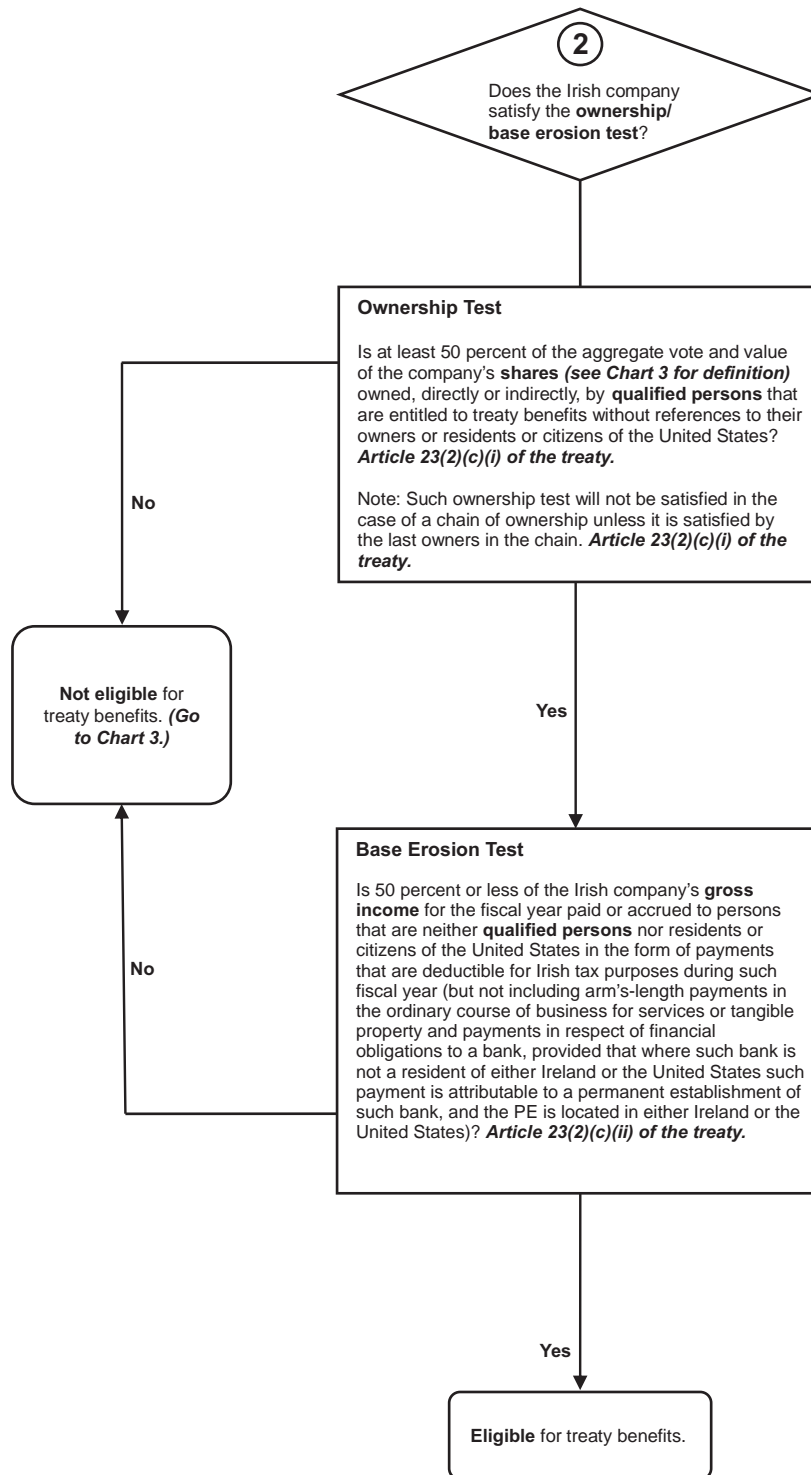 2
Does the Irish company
satisfy the ownership/
base erosion test?
Ownership Test
Is at least 50 percent of the aggregate vote and value
of the company's shares (see Chart 3 for definition)
owned, directly or indirectly, by qualified persons that
are entitled to treaty benefits without references to their
owners or residents or citizens of the United States?
Article 23(2)(c)(i) of the treaty.
Note: Such ownership test will not be satisfied in the
case of a chain of ownership unless it is satisfied by
the last owners in the chain. Article 23(2)(c)(i) of the
treaty.
No
Not eligible for
treaty benefits. (Go
to Chart 3.)
Yes
Base Erosion Test
Is 50 percent or less of the Irish company's gross
income for the fiscal year paid or accrued to persons
that are neither qualified persons nor residents or
citizens of the United States in the form of payments
that are deductible for Irish tax purposes during such
fiscal year (but not including arm's-length payments in
the ordinary course of business for services or tangible
property and payments in respect of financial
obligations to a bank, provided that where such bank is
not a resident of either Ireland or the United States such
payment is attributable to a permanent establishment of
such bank, and the PE is located in either Ireland or the
United States)? Article 23(2)(c)(ii) of the treaty.
No
Yes
Eligible for treaty benefits.